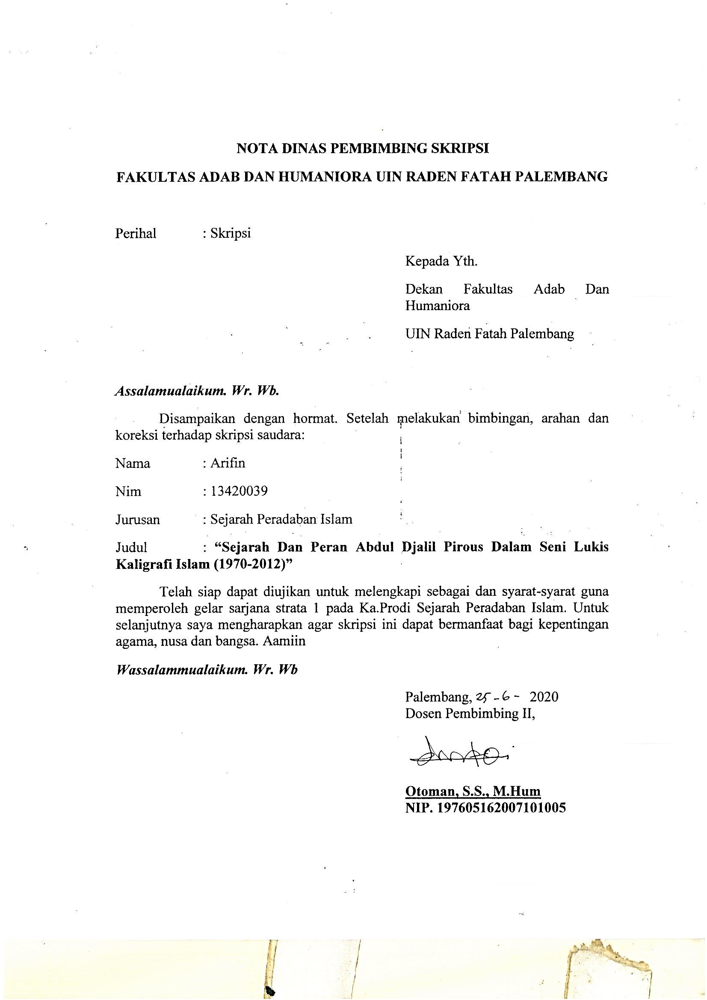 NOTA DINAS PEMBIMBING SKRIPSI
FAKULTAS ADAB DAN HUMANIORA UIN RADEN FATAH PALEMBANG
Perihal : Skripsi
Kepada Yth.
Dekan Fakultas Adab Dan
Humaniora
UIN Raden Fatah Palembang
Assalamualaikum. Wr. Wb.
Disampaikan dengan hormat. Setelah melakukan bimbingan, arahan dan
koreksi terhadap skripsi saudara:
Nama : Arifin
Nim : 13420039
Jurusan : Sejarah Peradaban Islam
Judul : “Sejarah Dan Peran Abdul Djalil Pirous Dalam Seni Lukis
Kaligrafi Islam (1970-2012)”
Telah siap dapat diujikan untuk melengkapi sebagai dan syarat-syarat guna
memperoleh gelar sarjana strata 1 pada Ka.Prodi Sejarah Peradaban Islam. Untuk
selanjutnya saya mengharapkan agar skripsi ini dapat bermanfaat bagi kepentingan
agama, nusa dan bangsa. Aamiin
Wassalammualaikum. Wr. Wb
Palembang, 25-6- 2020
Dosen Pembimbing II,
Otoman, S.S., M.Hum
NIP. 197605162007101005